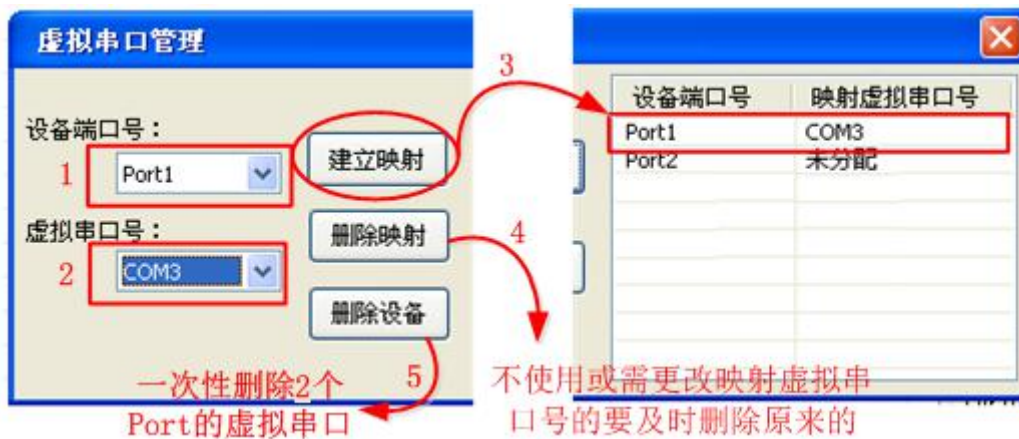 虚拟串口管理
3
设备端口号：
1
Port1
建立映射
虚拟串口号：
2
COM3
删除映射
4
删除设备
5
一次性删除2个
Port的虚拟串口
设备端口号 映射虚拟串口号
Port1 COM3
Port2 未分配
不使用或需更改映射虚拟串
口号的要及时删除原来的